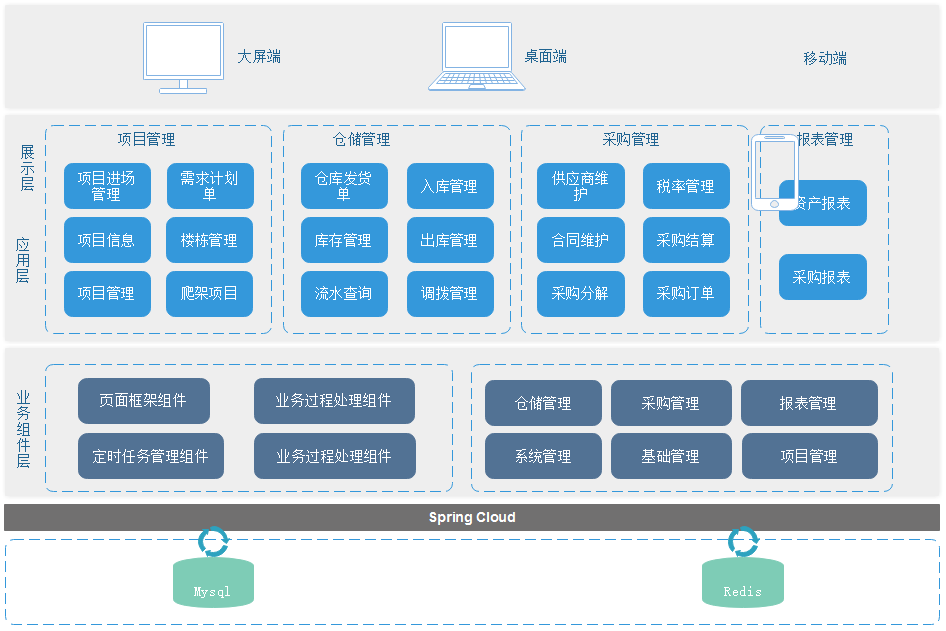 大屏端
桌面端
移动端
展示层
应用层
项目管理
项目进场
管理
需求计划
单
项目信息
楼栋管理
项目管理
爬架项目
仓储管理
仓库发货
单
入库管理
库存管理
出库管理
流水查询
调拨管理
采购管理
供应商维
护
税率管理
合同维护
采购结算
采购分解
采购订单
报表管理
资产报表
采购报表
业务组件层
页面框架组件
业务过程处理组件
定时任务管理组件
业务过程处理组件
仓储管理
采购管理
报表管理
系统管理
基础管理
项目管理
Spring Cloud
Mysql
Redis